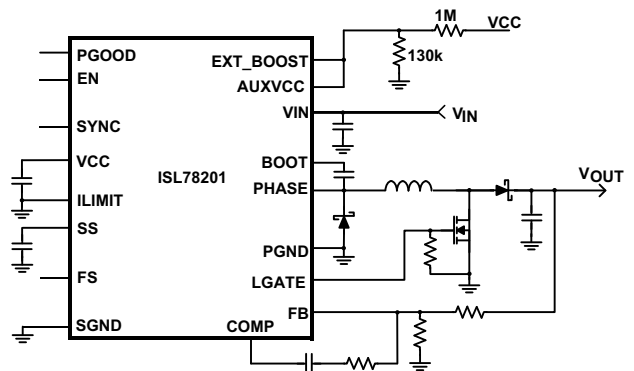 1M
VCC
130k
PGOOD
EN
SYNC
VCC
ILIMIT
SS
FS
SGND
ISL78201
COMP
EXT_BOOST
AUXVCC
VIN
BOOT
PHASE
PGND
LGATE
FB
VIN
VOUT